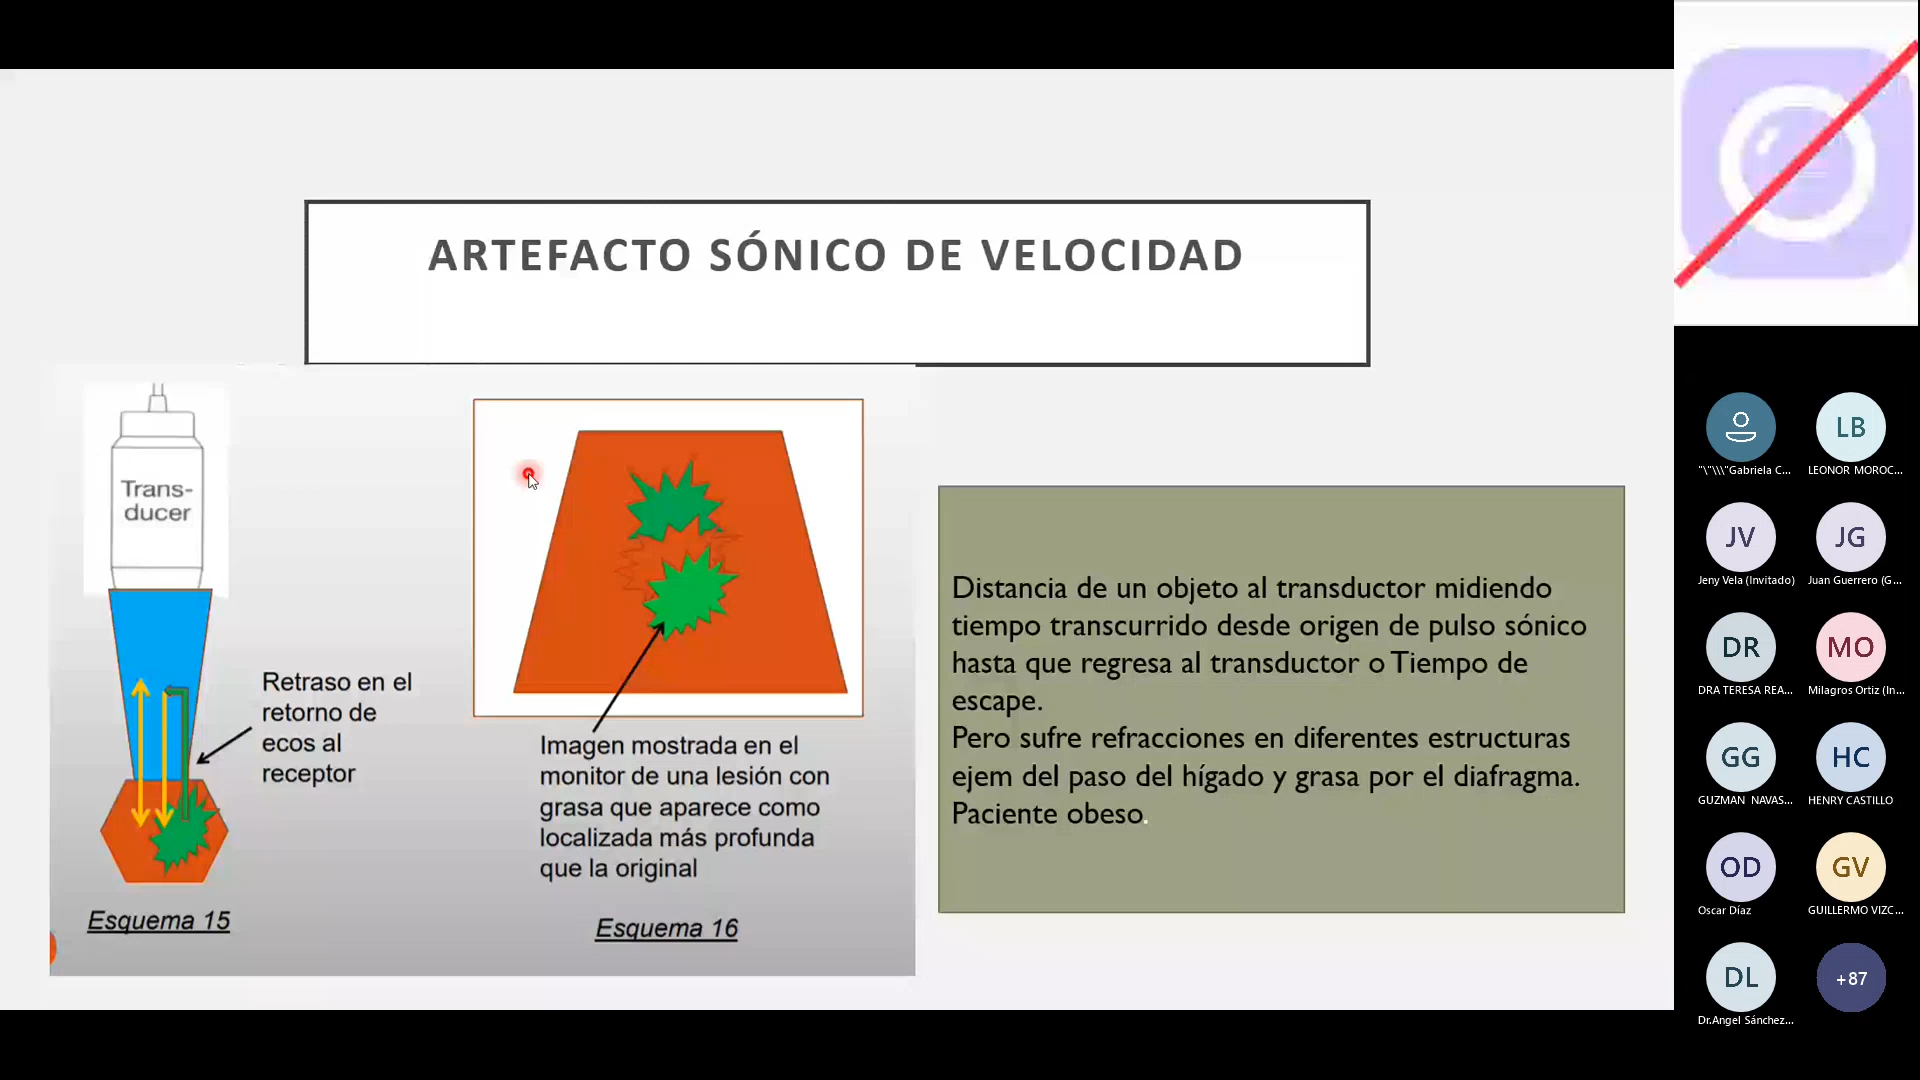 ARTEFACTO SÓNICO DE VELOCIDAD
Trans-
ducer
Retraso en el
retorno de
ecos al
receptor
Esquema 15
Imagen mostrada en el
monitor de una lesión con
grasa que aparece como
localizada más profunda
que la original
Esquema 16
Distancia de un objeto al transductor midiendo
tiempo transcurrido desde origen de pulso sónico
hasta que regresa al transductor o Tiempo de
escape.
Pero sufre refracciones en diferentes estructuras
ejem del paso del hígado y grasa por el diafragma.
Paciente obeso.
"\"\\\"Gabriela C...
LB
LEONOR MOROC...
JV
Jeny Vela (Invitado)
JG
Juan Guerrero (G...
DR
DRA TERESA REA...
MO
Milagros Ortiz (In...
GG
GUZMAN NAVAS...
HC
HENRY CASTILLO
OD
Oscar Díaz
GV
GUILLERMO VIZC...
DL
Dr.Angel Sánchez...
+87